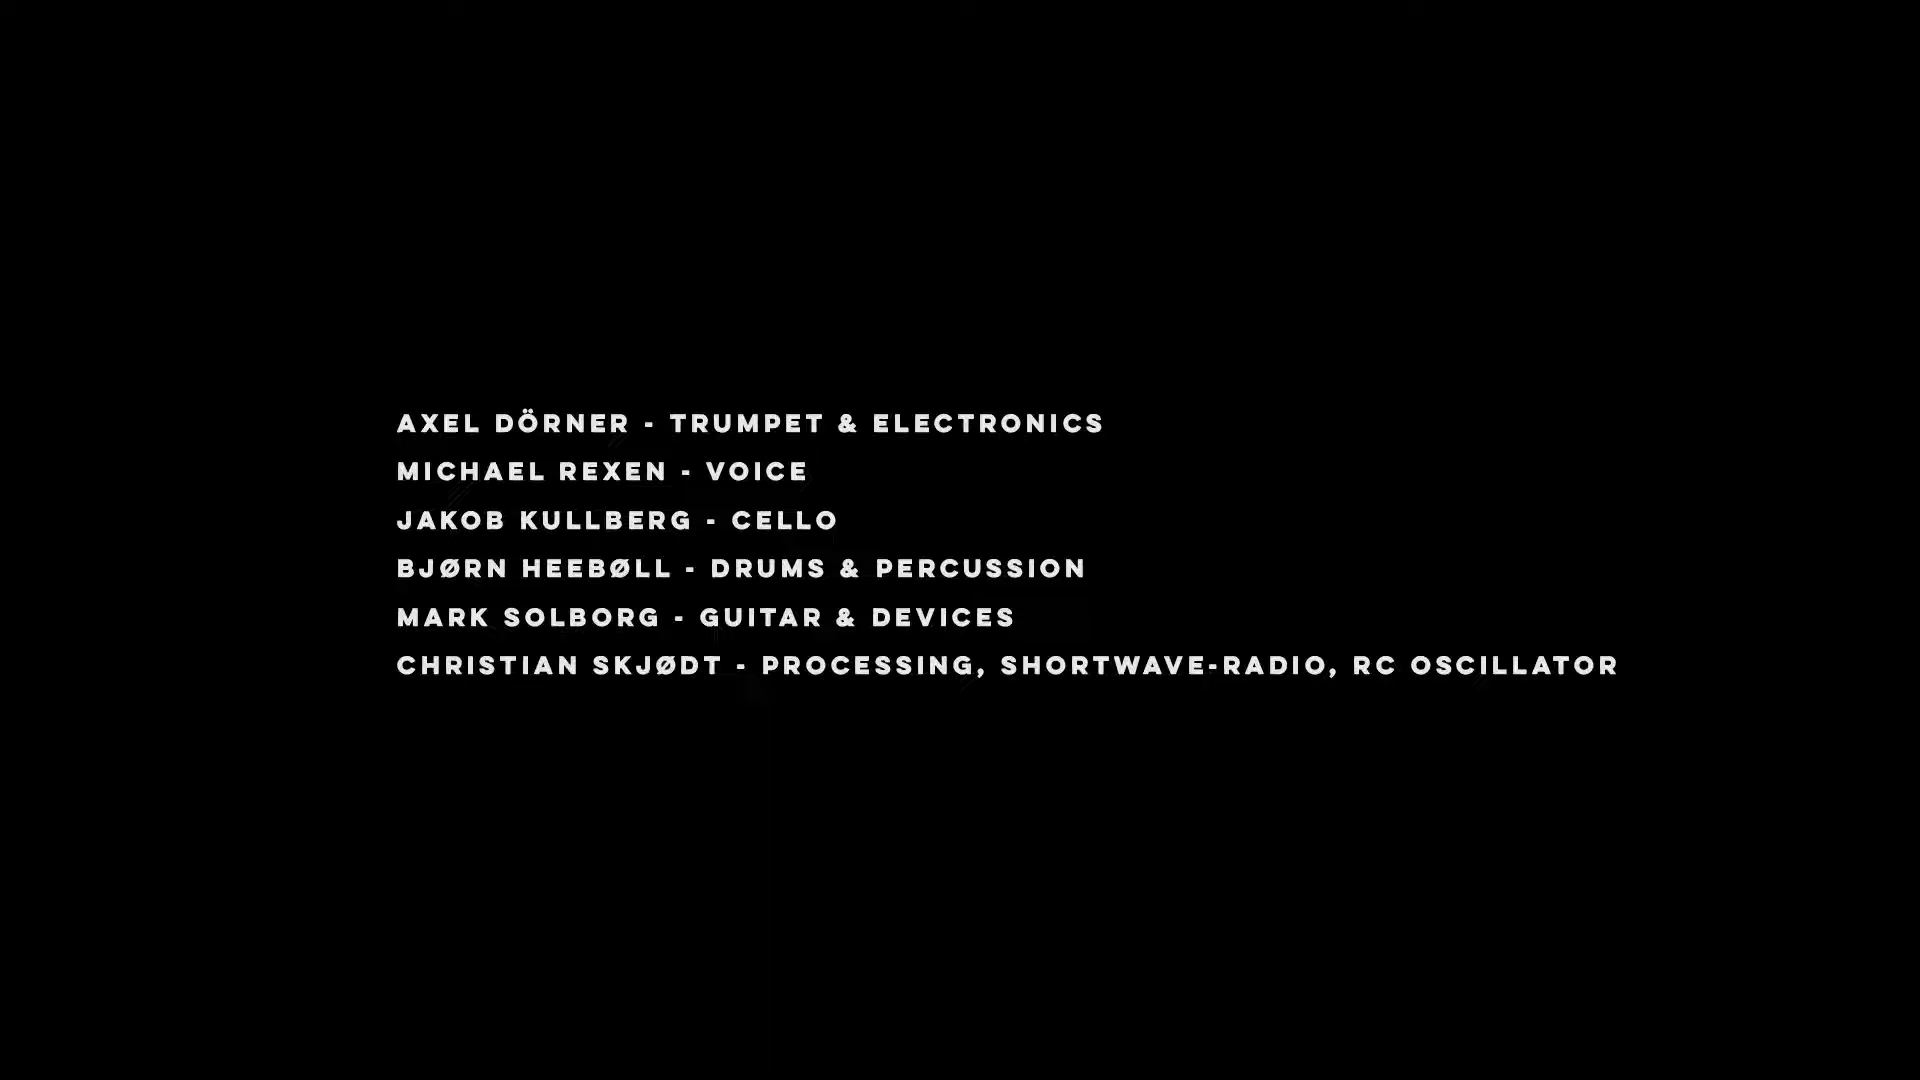 AXEL DÖRNER - TRUMPET & ELECTRONICS
MICHAEL REXEN - VOICE
JAKOB KULLBERG - CELLO
BJØRN HEEBØLL - DRUMS & PERCUSSION
MARK SOLBORG - GUITAR & DEVICES
CHRISTIAN SKJØDT - PROCESSING, SHORTWAVE-RADIO, RC OSCILLATOR